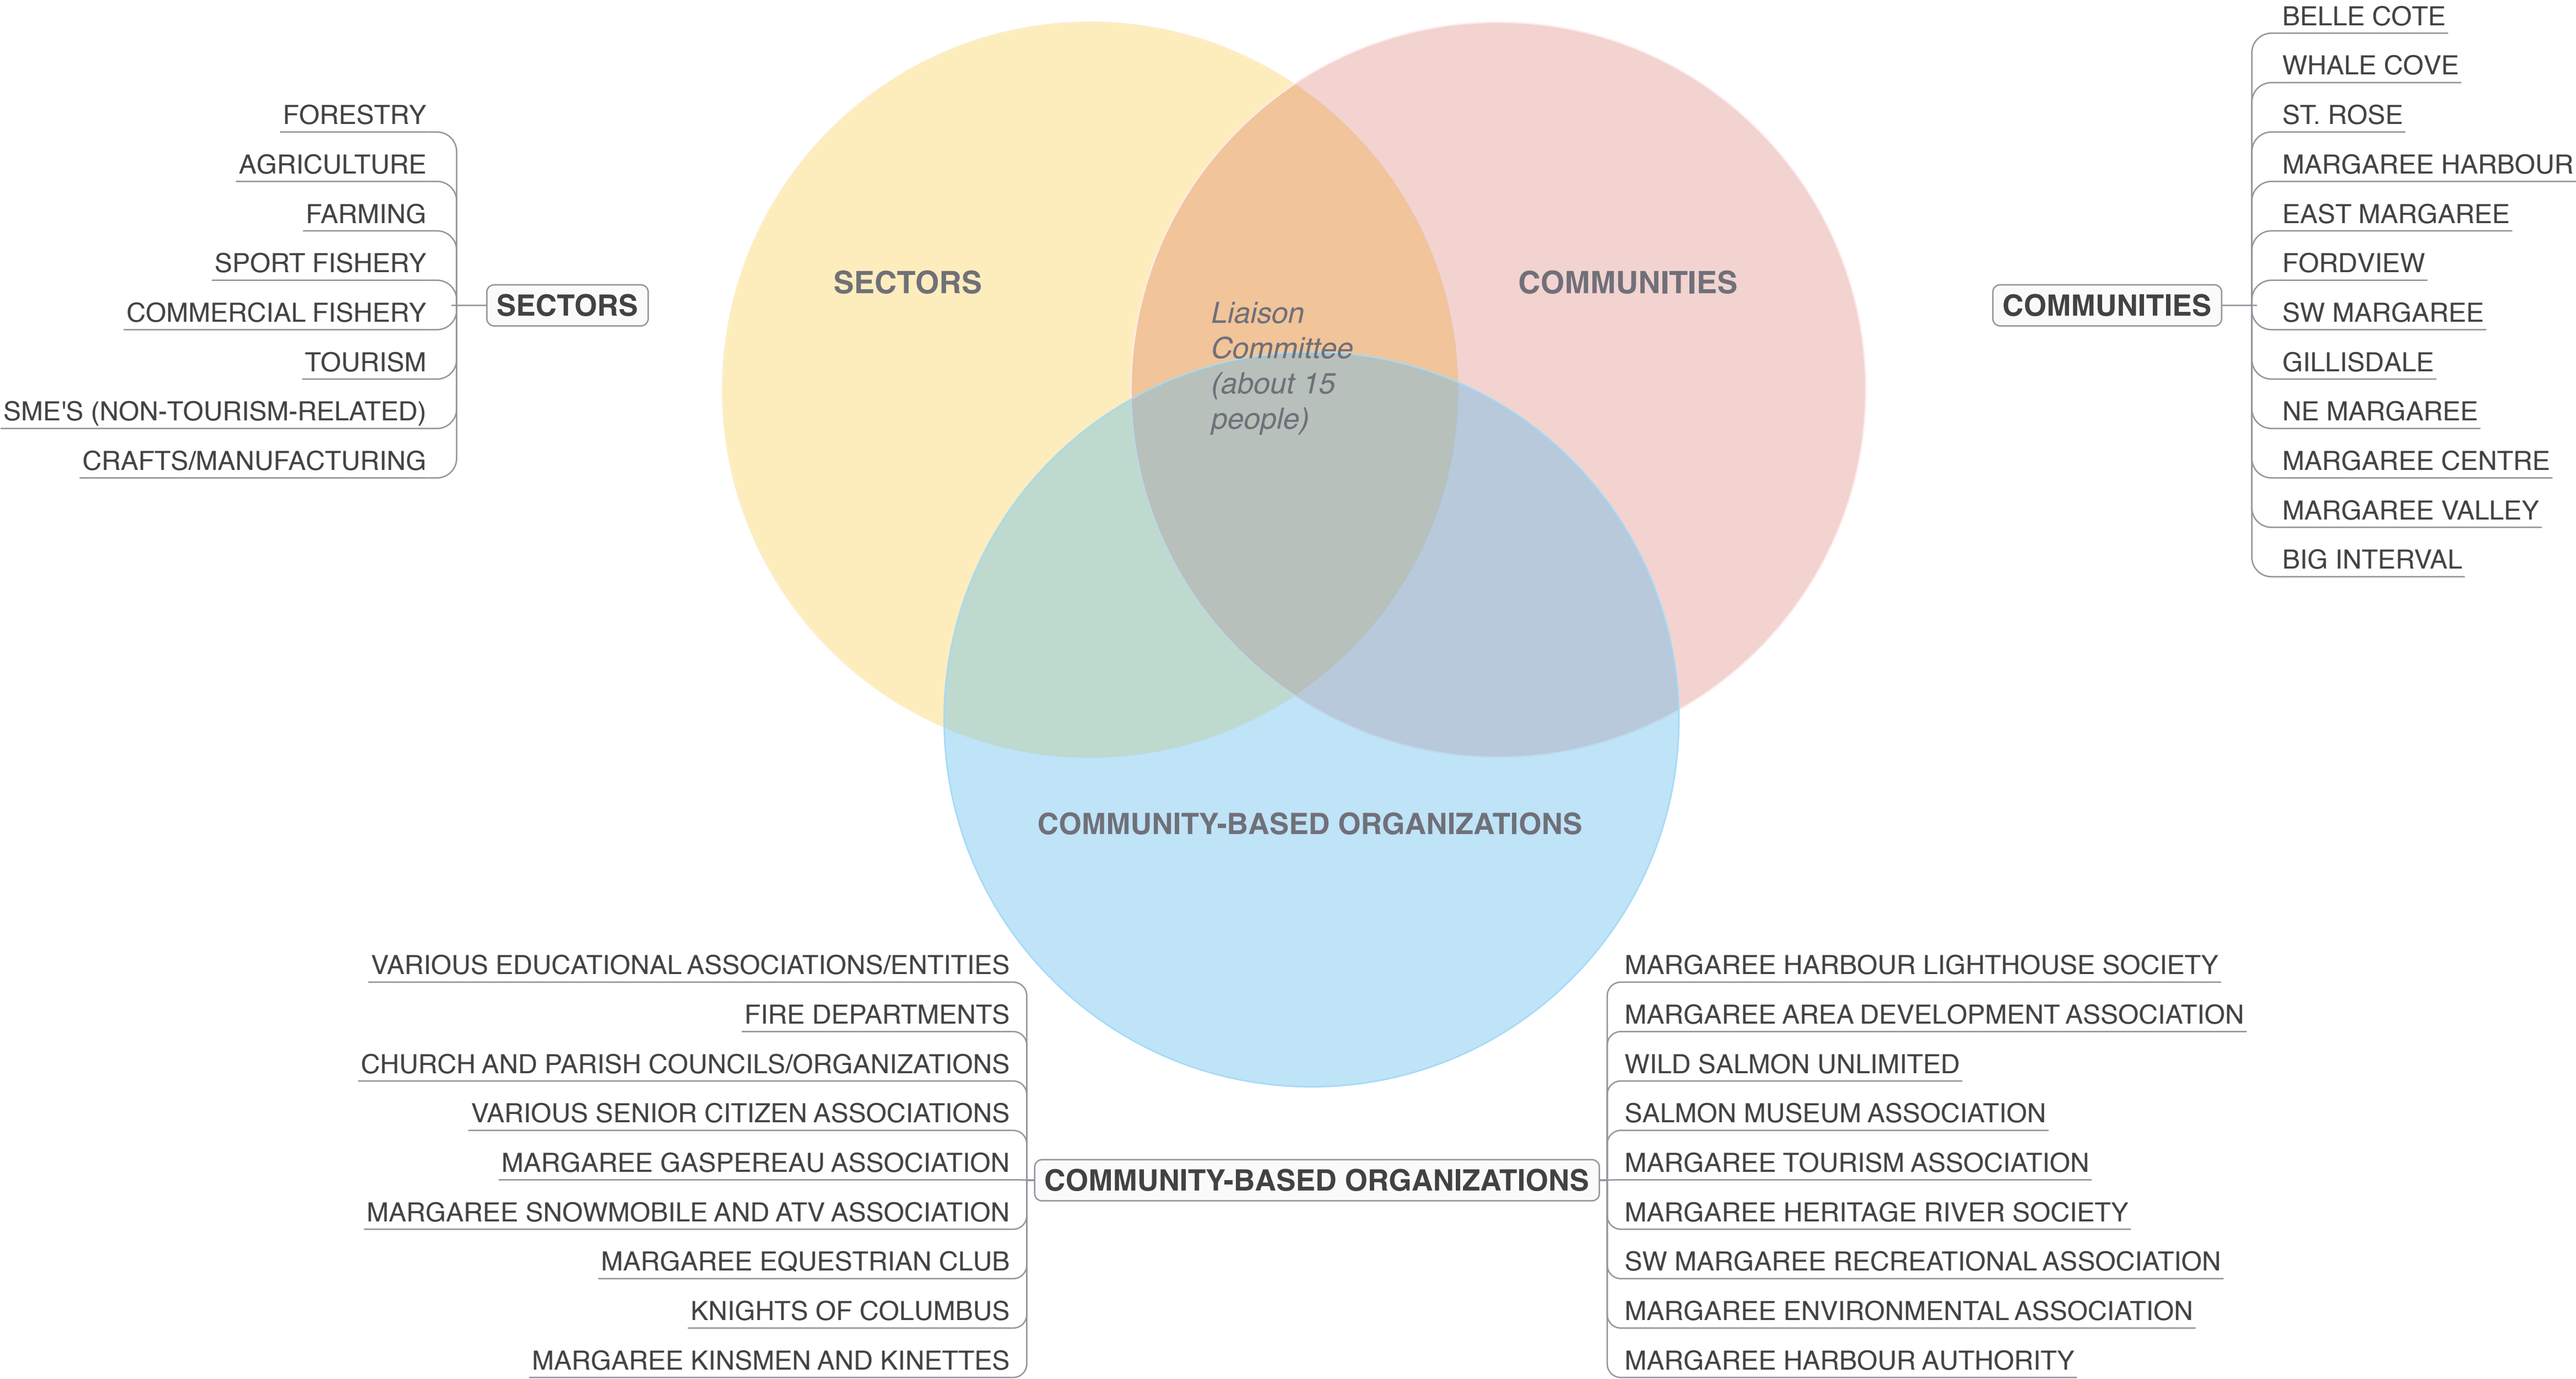 FORESTRY
AGRICULTURE
FARMING
SPORT FISHERY
COMMERCIAL FISHERY
TOURISM
SME'S (NON-TOURISM-RELATED)
CRAFTS/MANUFACTURING
SECTORS
SECTORS
COMMUNITIES
Liaison
Committee
(about 15
people)
COMMUNITY-BASED ORGANIZATIONS
COMMUNITIES
BELLE COTE
WHALE COVE
ST. ROSE
MARGAREE HARBOUR
EAST MARGAREE
FORDVIEW
SW MARGAREE
GILLISDALE
NE MARGAREE
MARGAREE CENTRE
MARGAREE VALLEY
BIG INTERVAL
VARIOUS EDUCATIONAL ASSOCIATIONS/ENTITIES
FIRE DEPARTMENTS
CHURCH AND PARISH COUNCILS/ORGANIZATIONS
VARIOUS SENIOR CITIZEN ASSOCIATIONS
MARGAREE GASPEREAU ASSOCIATION
MARGAREE SNOWMOBILE AND ATV ASSOCIATION
MARGAREE EQUESTRIAN CLUB
KNIGHTS OF COLUMBUS
MARGAREE KINSMEN AND KINETTES
COMMUNITY-BASED ORGANIZATIONS
MARGAREE HARBOUR LIGHTHOUSE SOCIETY
MARGAREE AREA DEVELOPMENT ASSOCIATION
WILD SALMON UNLIMITED
SALMON MUSEUM ASSOCIATION
MARGAREE TOURISM ASSOCIATION
MARGAREE HERITAGE RIVER SOCIETY
SW MARGAREE RECREATIONAL ASSOCIATION
MARGAREE ENVIRONMENTAL ASSOCIATION
MARGAREE HARBOUR AUTHORITY